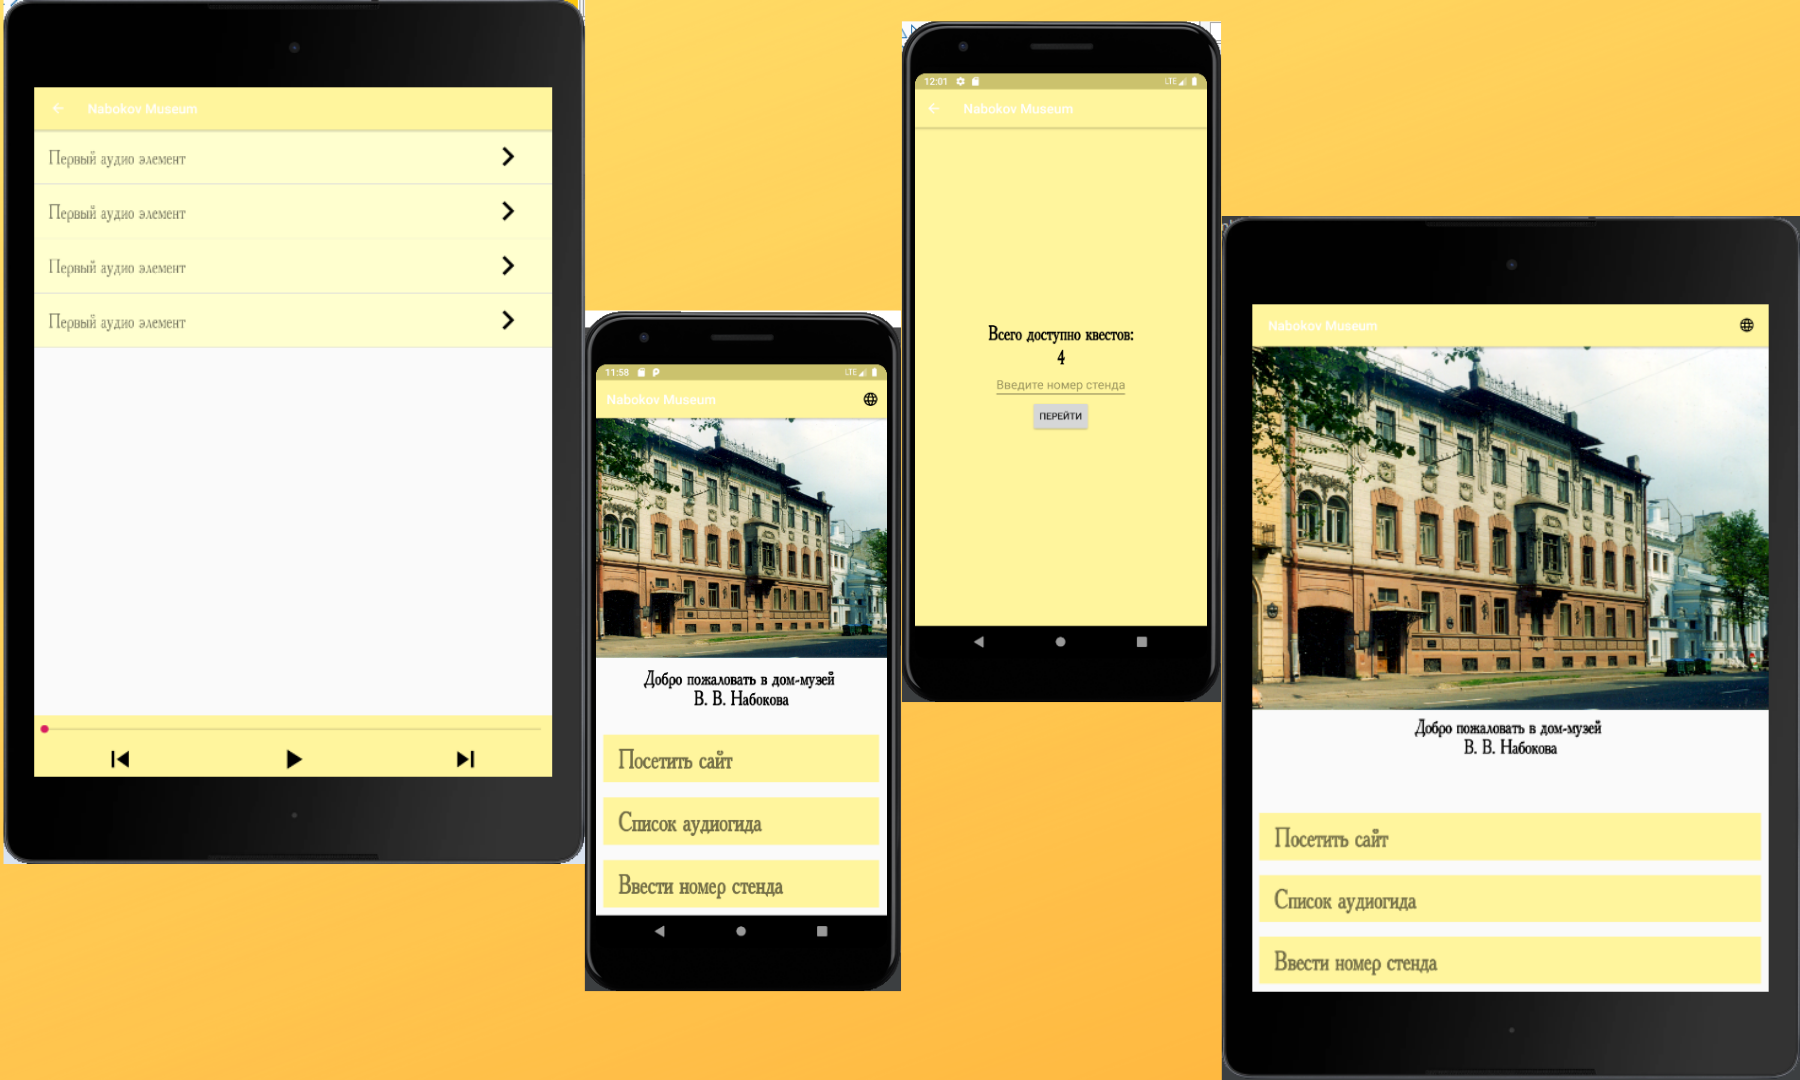 Nabokov Museum
Первый аудио элемент
Первый аудио элемент
Первый аудио элемент
Первый аудио элемент
11:58
LTE
Nabokov Museum
Добро пожаловать в дом-музей
В. В. Набокова
Посетить сайт
Список аудиогида
Ввести номер стенда
12:01
LTE
Nabokov Museum
Всего доступно квестов:
4
Введите номер стенда
ПЕРЕЙТИ
Nabokov Museum
Добро пожаловать в дом-музей
В. В. Набокова
Посетить сайт
Список аудиогида
Ввести номер стенда